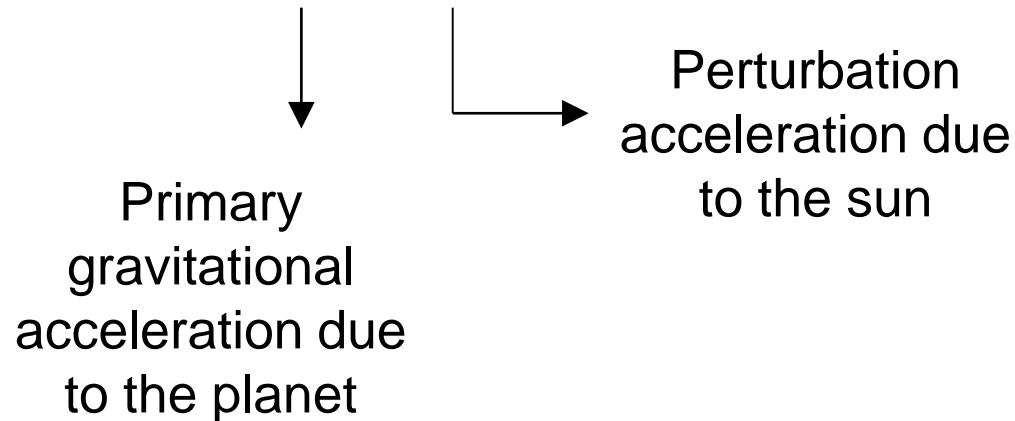 Perturbation
acceleration due
to the sun
Primary
gravitational
acceleration due
to the planet